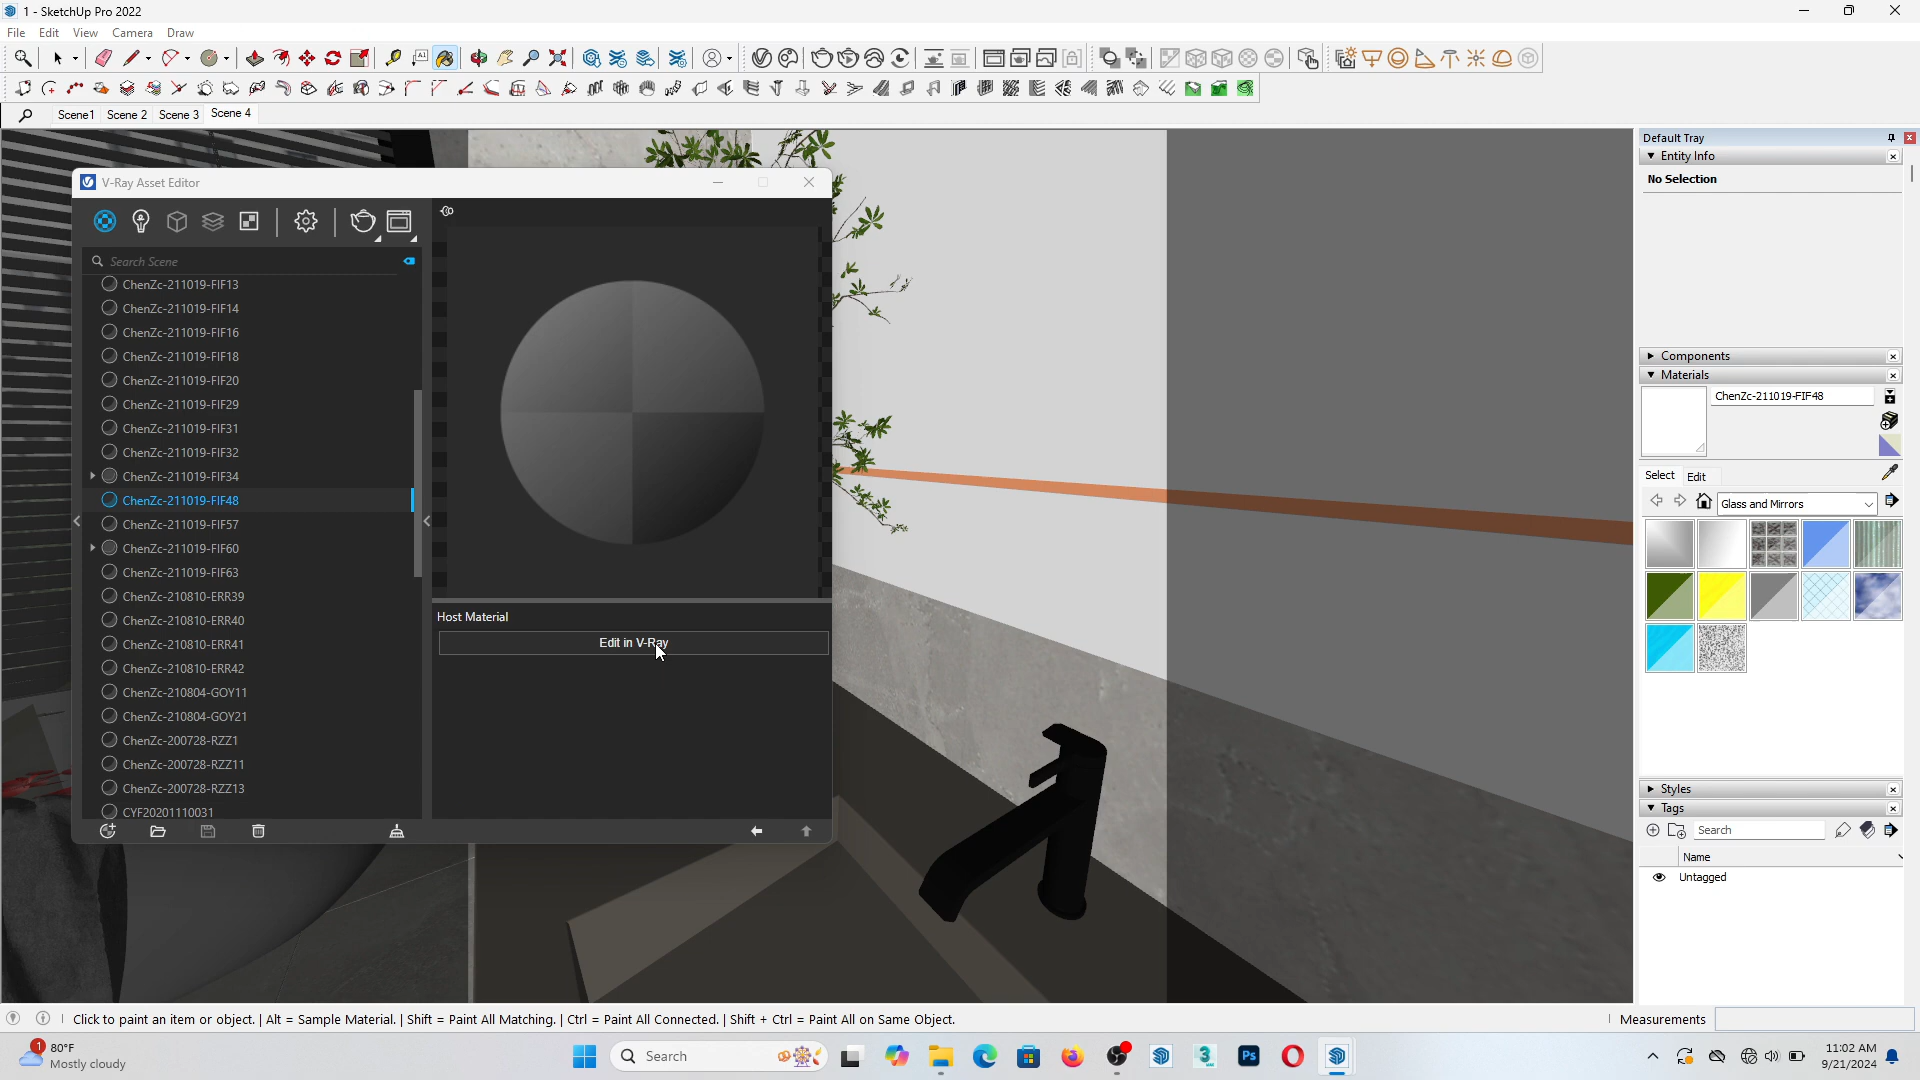 1 - SketchUp Pro 2022
File Edit View Camera Draw
Scene1 Scene 2 Scene 3 Scene 4
V-Ray Asset Editor
Search Scene
ChenZc-211019-FIF13
ChenZc-211019-FIF14
ChenZc-211019-FIF16
ChenZc-211019-FIF18
ChenZc-211019-FIF20
ChenZc-211019-FIF29
ChenZc-211019-FIF31
ChenZc-211019-FIF32
ChenZc-211019-FIF34
ChenZc-211019-FIF48
ChenZc-211019-FIF57
ChenZc-211019-FIF60
ChenZc-211019-FIF63
ChenZc-210810-ERR39
ChenZc-210810-ERR40
ChenZc-210810-ERR41
ChenZc-210810-ERR42
ChenZc-210804-GOY11
ChenZc-210804-GOY21
ChenZc-200728-RZZ1
ChenZc-200728-RZZ11
ChenZc-200728-RZZ13
CYF20201110031
Host Material
Edit in V-Ray
Default Tray
Entity Info
No Selection
Components
Materials
ChenZc-211019-FIF48
Select Edit
Glass and Mirrors
Styles
Tags
Search
Name
Untagged
Click to paint an item or object. | Alt = Sample Material. | Shift = Paint All Matching. | Ctrl = Paint All Connected. | Shift + Ctrl = Paint All on Same Object.
Measurements
1
80°F
Mostly cloudy
Search
3
Ps
11:02 AM
9/21/2024